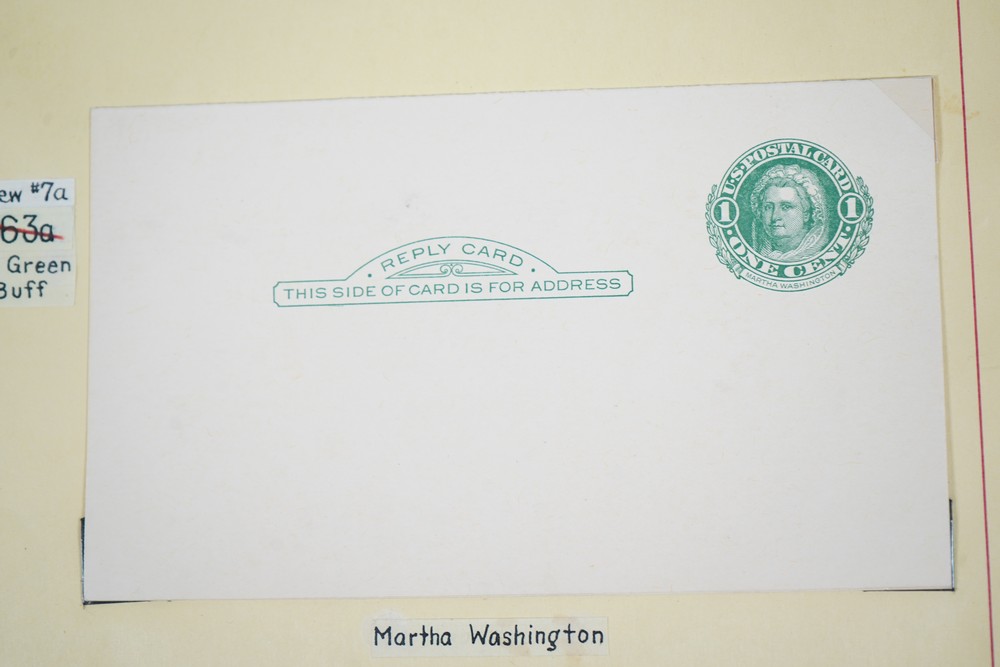 ew #7a
63a
Green
Buff
REPLY CARD
THIS SIDE OF CARD IS FOR ADDRESS
U·S·POSTAL CARD
1 1
·ONE CENT·
MARTHA WASHINGTON
Martha Washington